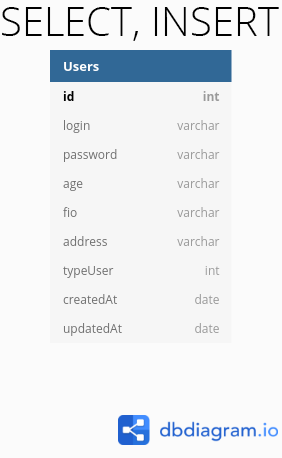 SELECT, INSERT
Users
id int
login varchar
password varchar
age varchar
fio varchar
address varchar
typeUser int
createdAt date
updatedAt date
dbdiagram.io